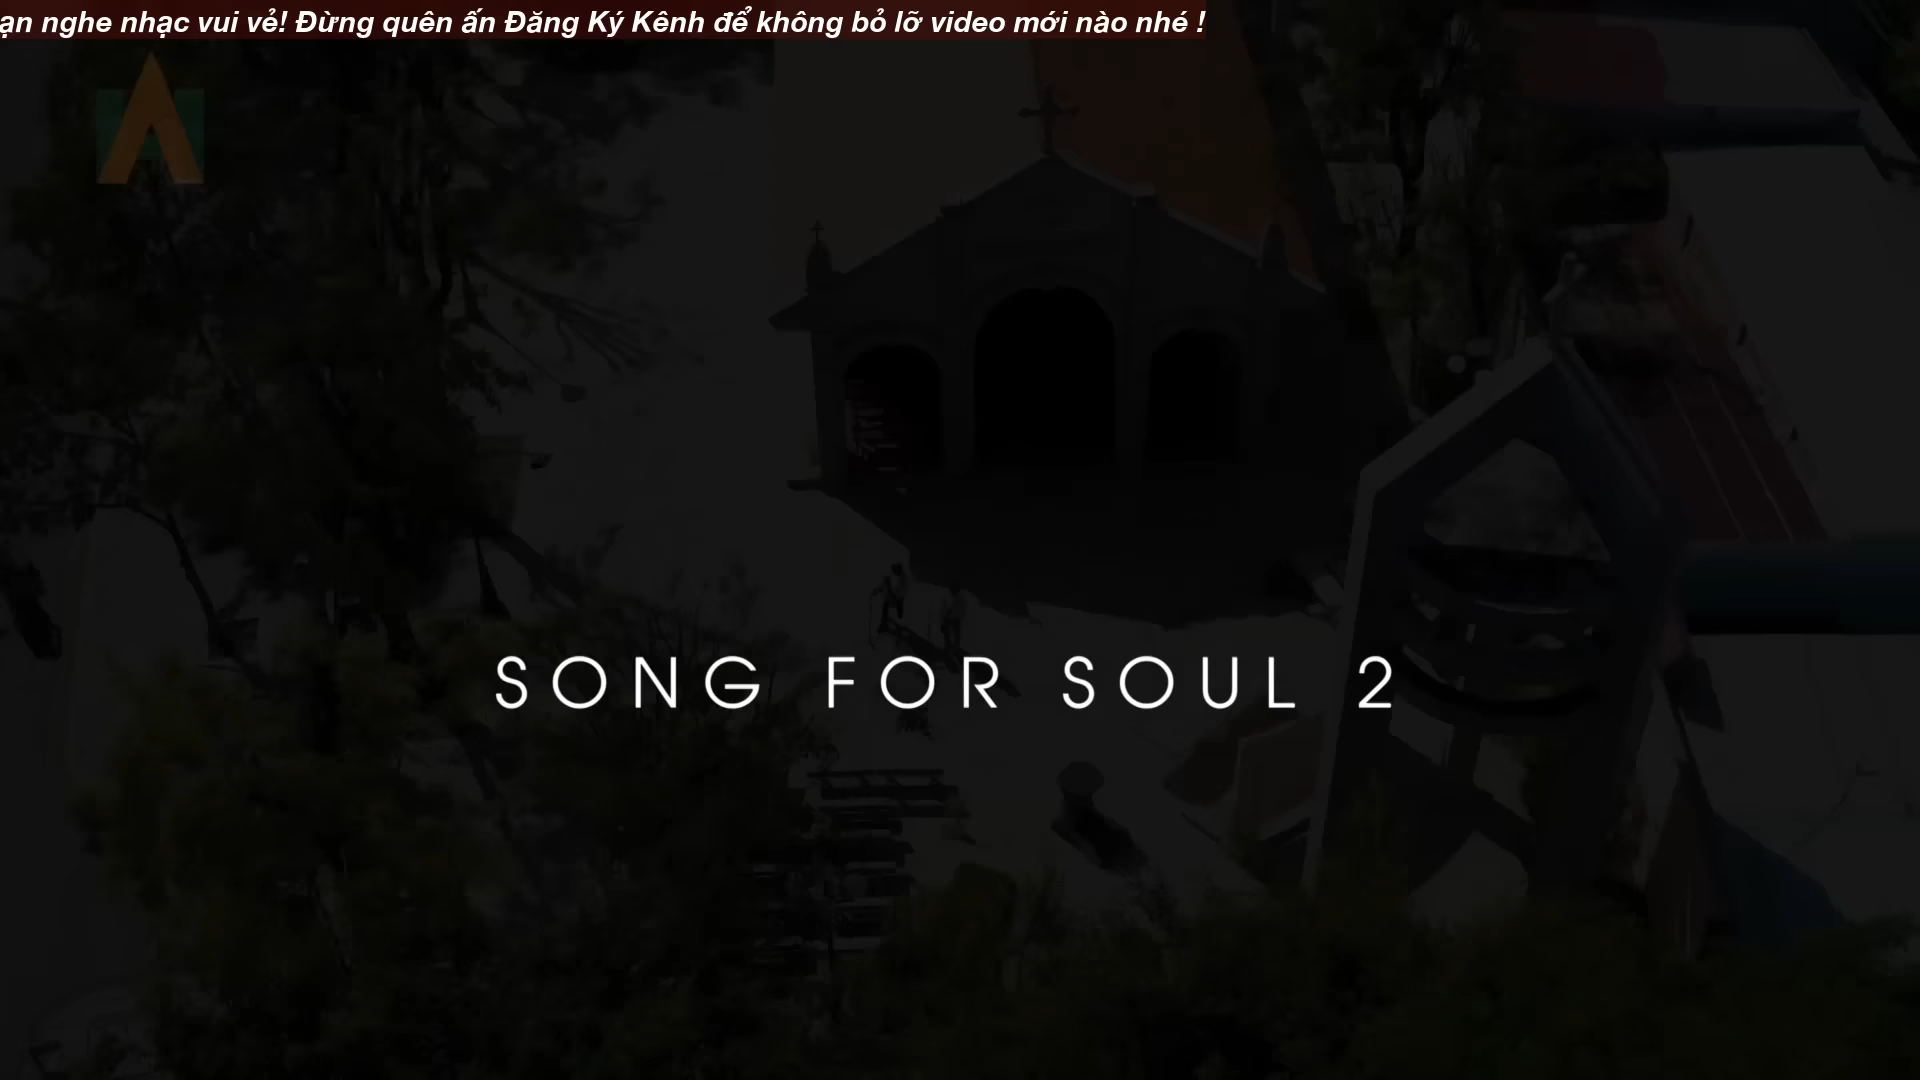 nghe nhạc vui vẻ! Đừng quên ấn Đăng Ký Kênh để không bỏ lỡ video mới nào nhé !
SONG FOR SOUL 2